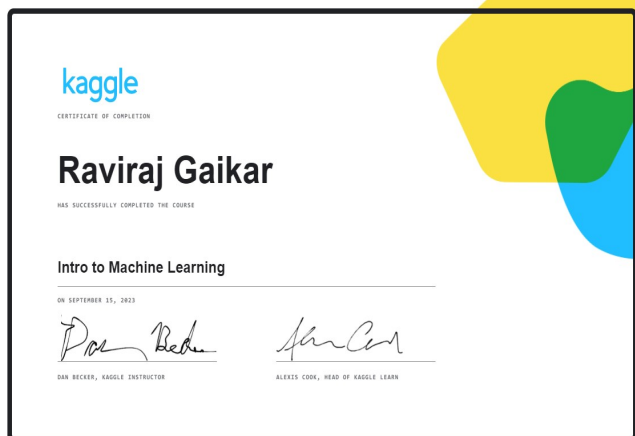 kaggle
CERTIFICATE OF COMPLETION
Raviraj Gaikar
HAS SUCCESSFULLY COMPLETED THE COURSE
Intro to Machine Learning
ON SEPTEMBER 15, 2023
DAN BECKER, KAGGLE INSTRUCTOR
ALEXIS COOK, HEAD OF KAGGLE LEARN